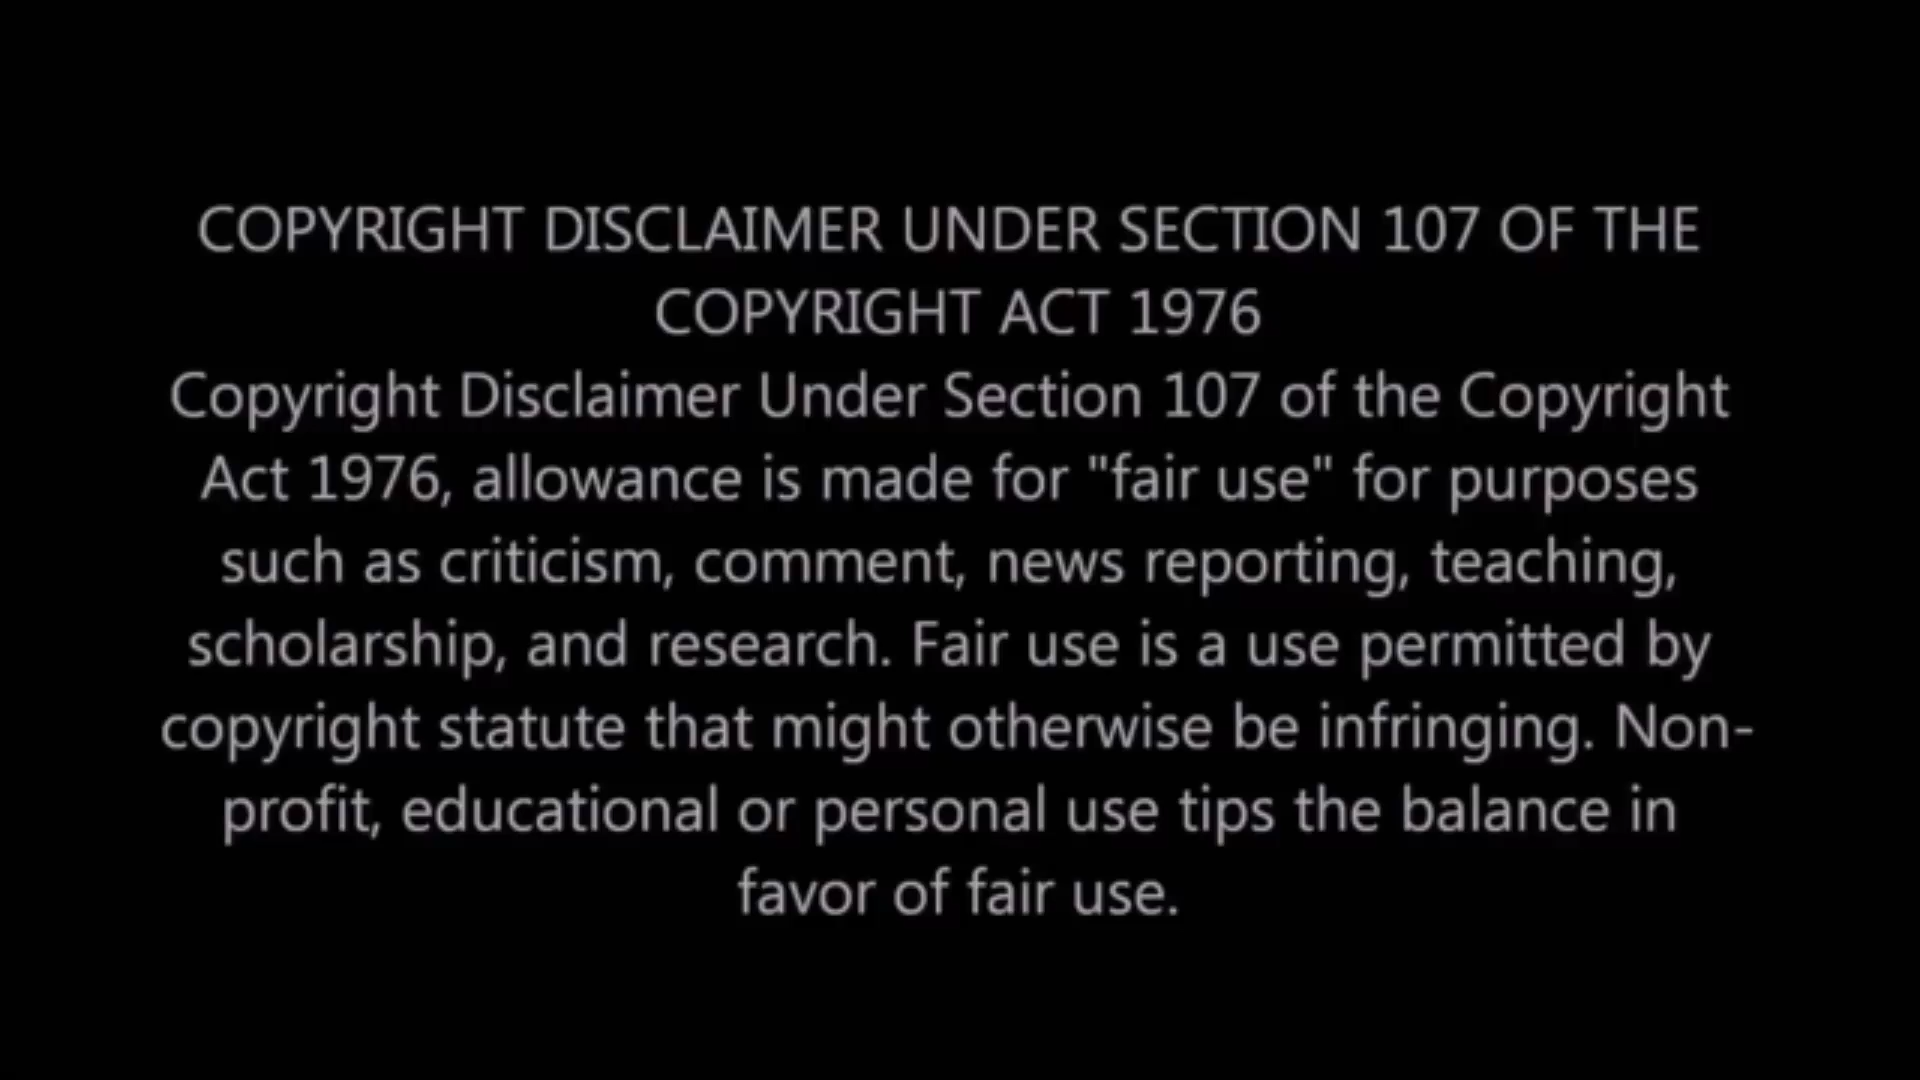 COPYRIGHT DISCLAIMER UNDER SECTION 107 OF THE
COPYRIGHT ACT 1976
Copyright Disclaimer Under Section 107 of the Copyright
Act 1976, allowance is made for "fair use" for purposes
such as criticism, comment, news reporting, teaching,
scholarship, and research. Fair use is a use permitted by
copyright statute that might otherwise be infringing. Non-
profit, educational or personal use tips the balance in
favor of fair use.